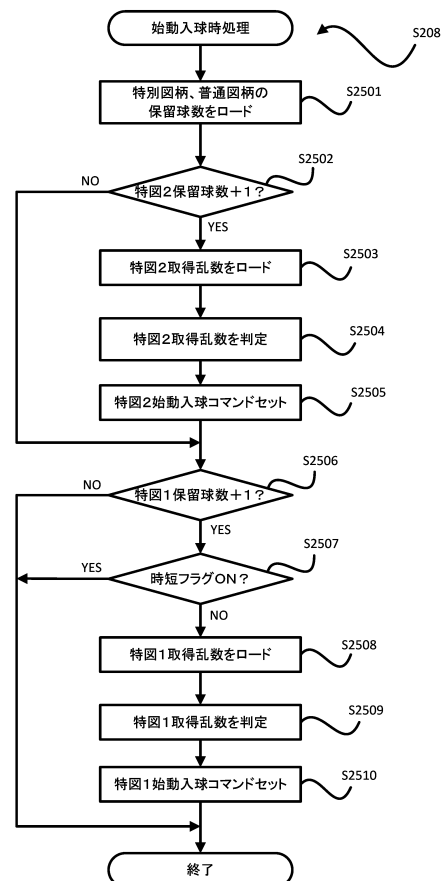 始動入球時処理
S208
特別図柄、普通図柄の
保留球数をロード
S2501
S2502
NO
特図2保留球数+1?
YES
特図2取得乱数をロード
S2503
特図2取得乱数を判定
S2504
特図2始動入球コマンドセット
S2505
S2506
NO
特図1保留球数+1?
YES
S2507
YES
時短フラグON?
NO
特図1取得乱数をロード
S2508
特図1取得乱数を判定
S2509
特図1始動入球コマンドセット
S2510
終了